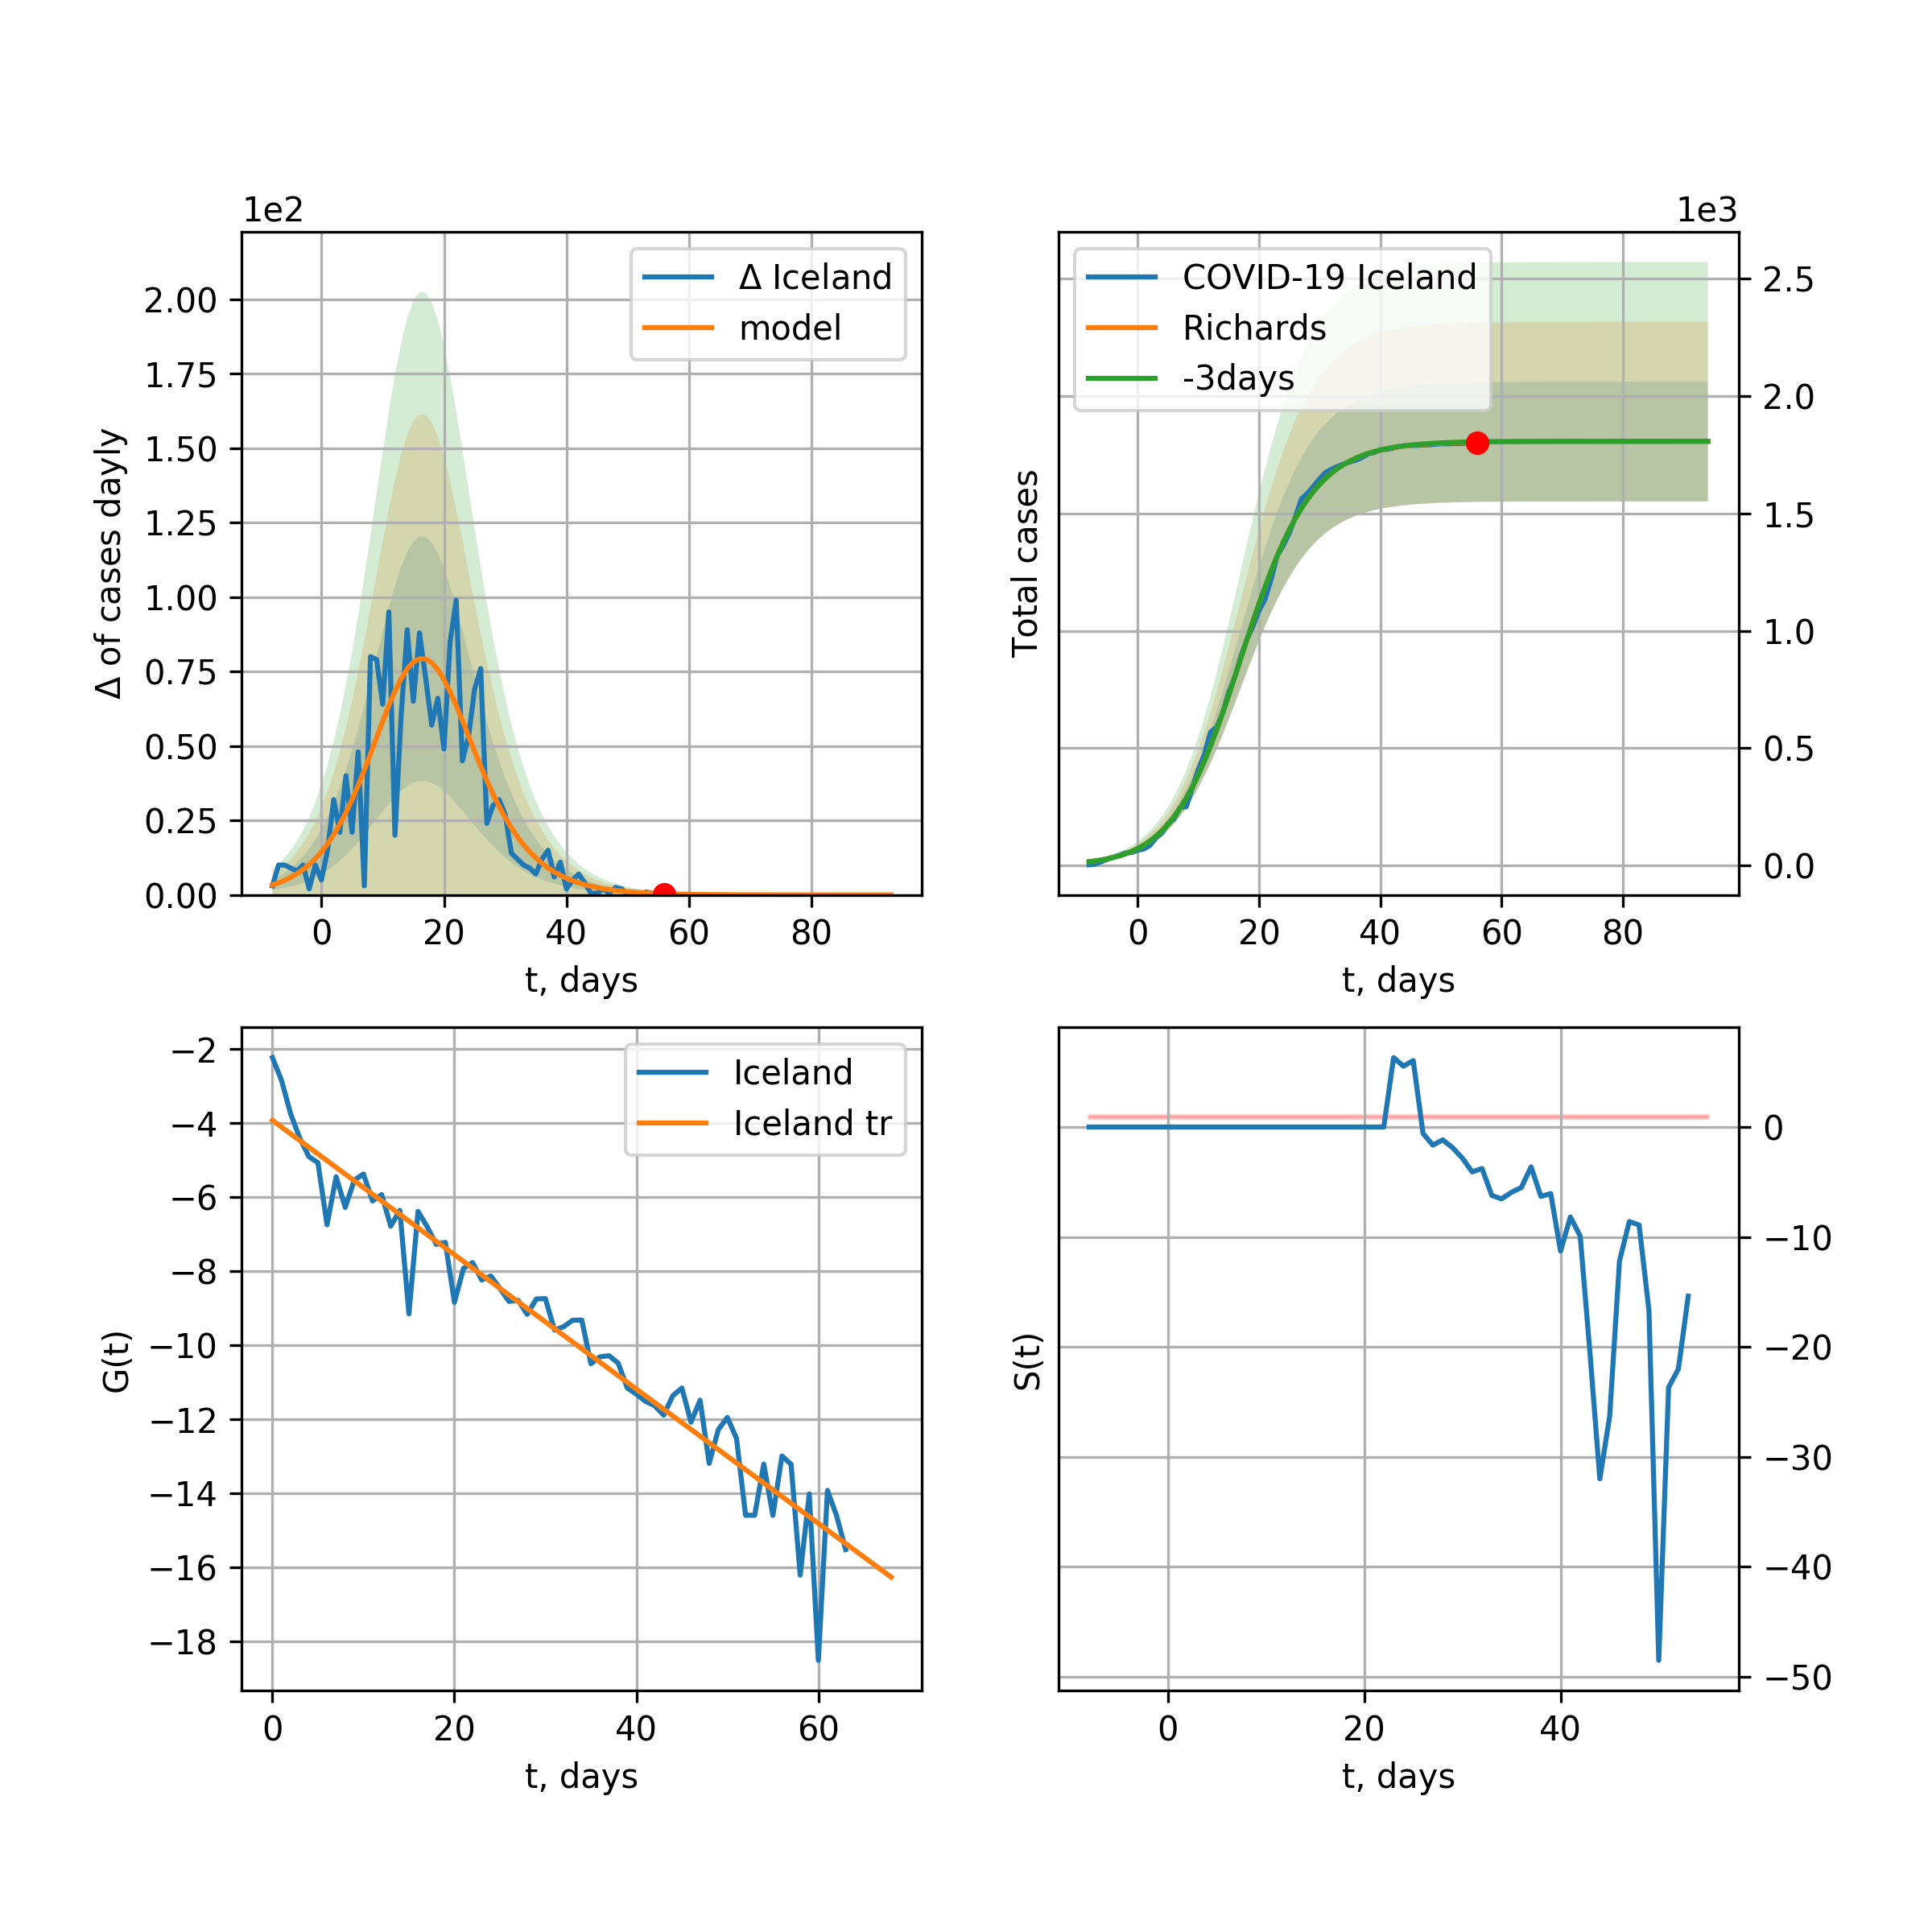 1e2
Δ Iceland
model
2.00
1.75
1.50
1.25
1.00
0.75
0.50
0.25
0.00
Δ of cases dayly
0 20 40 60 80
t, days
1e3
COVID-19 Iceland
Richards
-3days
2.5
2.0
1.5
1.0
0.5
0.0
Total cases
0 20 40 60 80
t, days
Iceland
Iceland tr
−2
−4
−6
−8
−10
−12
−14
−16
−18
G(t)
0 20 40 60
t, days
0
−10
−20
−30
−40
−50
S(t)
0 20 40
t, days